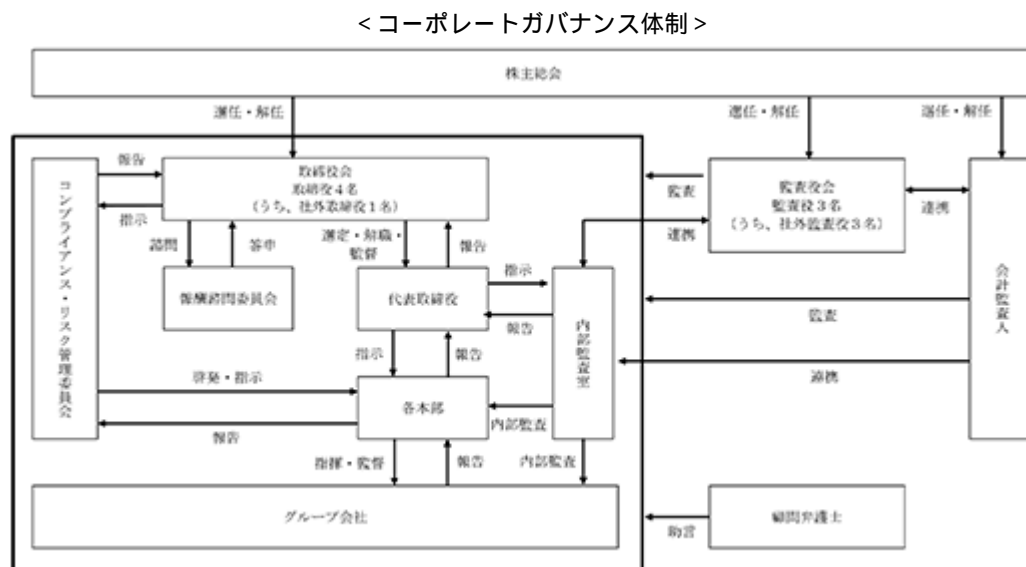 <コーポレートガバナンス体制>
株主総会
選任・解任
選任・解任
選任・解任
コンプライアンス・リスク管理委員会
報告
指示
取締役会
取締役4名
(うち、社外取締役1名)
監査
監査役会
監査役3名
(うち、社外監査役3名)
連携
連携
会計監査人
諮問
答申
選定・解職・
監督
報告
報酬諮問委員会
代表取締役
指示
報告
内部監査室
監査
指示
報告
連携
啓発・指示
報告
各本部
内部監査
指揮・監督
報告
内部監査
グループ会社
助言
顧問弁護士